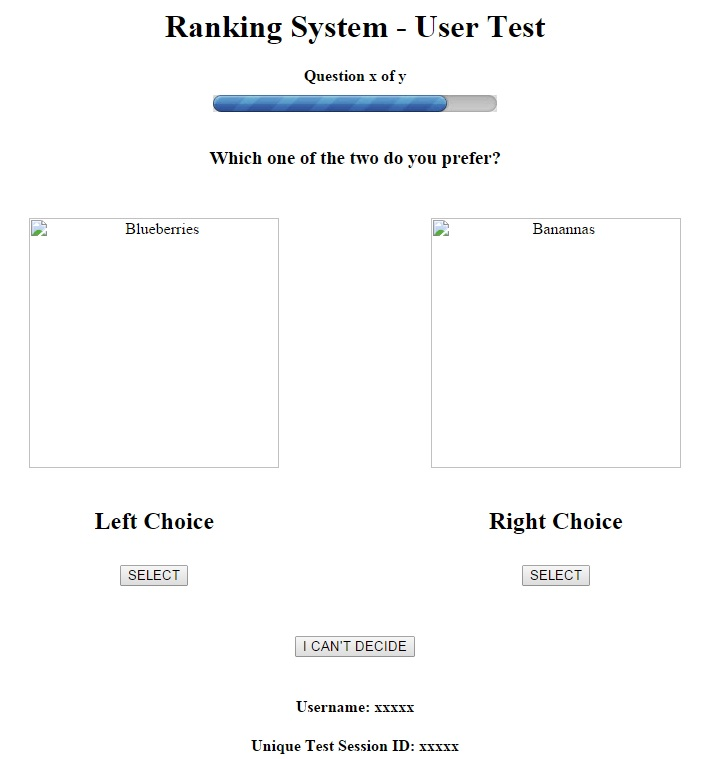 Ranking System - User Test
Question x of y
Which one of the two do you prefer?
Blueberries
Banannas
Left Choice
Right Choice
SELECT
SELECT
I CAN'T DECIDE
Username: xxxxx
Unique Test Session ID: xxxxx